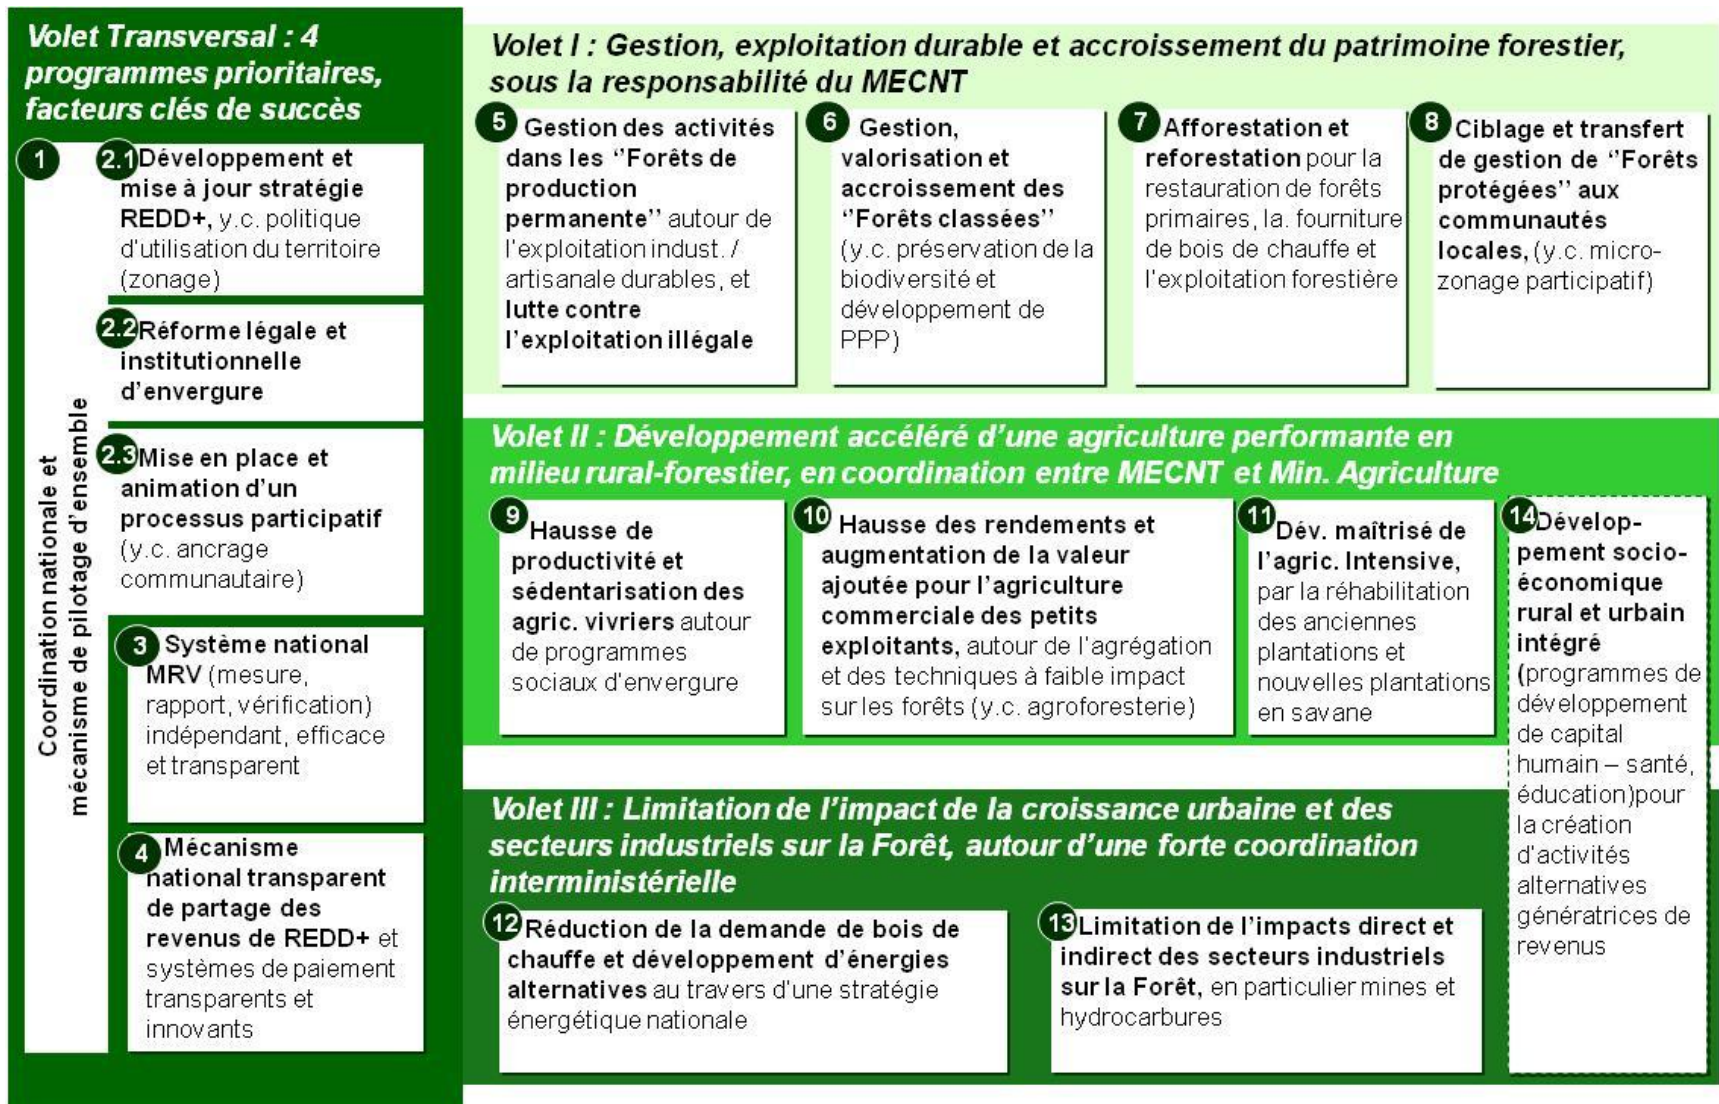 Volet Transversal : 4
programmes prioritaires,
facteurs clés de succès
1
Coordination nationale et
mécanisme de pilotage d'ensemble
2.1 Développement et
mise à jour stratégie
REDD+, y.c. politique
d'utilisation du territoire
(zonage)
2.2 Réforme légale et
institutionnelle
d'envergure
2.3 Mise en place et
animation d'un
processus participatif
(y.c. ancrage
communautaire)
3 Système national
MRV (mesure,
rapport, vérification)
indépendant, efficace
et transparent
4 Mécanisme
national transparent
de partage des
revenus de REDD+ et
systèmes de paiement
transparents et
innovants
Volet I : Gestion, exploitation durable et accroissement du patrimoine forestier,
sous la responsabilité du MECNT
5 Gestion des activités
dans les ‘‘Forêts de
production
permanente’’ autour de
l'exploitation indust. /
artisanale durables, et
lutte contre
l'exploitation illégale
6 Gestion,
valorisation et
accroissement des
‘‘Forêts classées’’
(y.c. préservation de la
biodiversité et
développement de
PPP)
7 Afforestation et
reforestation pour la
restauration de forêts
primaires, la. fourniture
de bois de chauffe et
l'exploitation forestière
8 Ciblage et transfert
de gestion de ‘‘Forêts
protégées’’ aux
communautés
locales, (y.c. micro-
zonage participatif)
Volet II : Développement accéléré d'une agriculture performante en
milieu rural-forestier, en coordination entre MECNT et Min. Agriculture
9 Hausse de
productivité et
sédentarisation des
agric. vivriers autour
de programmes
sociaux d'envergure
10 Hausse des rendements et
augmentation de la valeur
ajoutée pour l'agriculture
commerciale des petits
exploitants, autour de l'agrégation
et des techniques à faible impact
sur les forêts (y.c. agroforesterie)
11 Dév. maîtrisé de
l'agric. Intensive,
par la réhabilitation
des anciennes
plantations et
nouvelles plantations
en savane
14 Dévelop-
pement socio-
économique
rural et urbain
intégré
(programmes de
développement
de capital
humain – santé,
éducation)pour
la création
d'activités
alternatives
génératrices de
revenus
Volet III : Limitation de l'impact de la croissance urbaine et des
secteurs industriels sur la Forêt, autour d'une forte coordination
interministérielle
12 Réduction de la demande de bois de
chauffe et développement d'énergies
alternatives au travers d'une stratégie
énergétique nationale
13 Limitation de l'impacts direct et
indirect des secteurs industriels
sur la Forêt, en particulier mines et
hydrocarbures